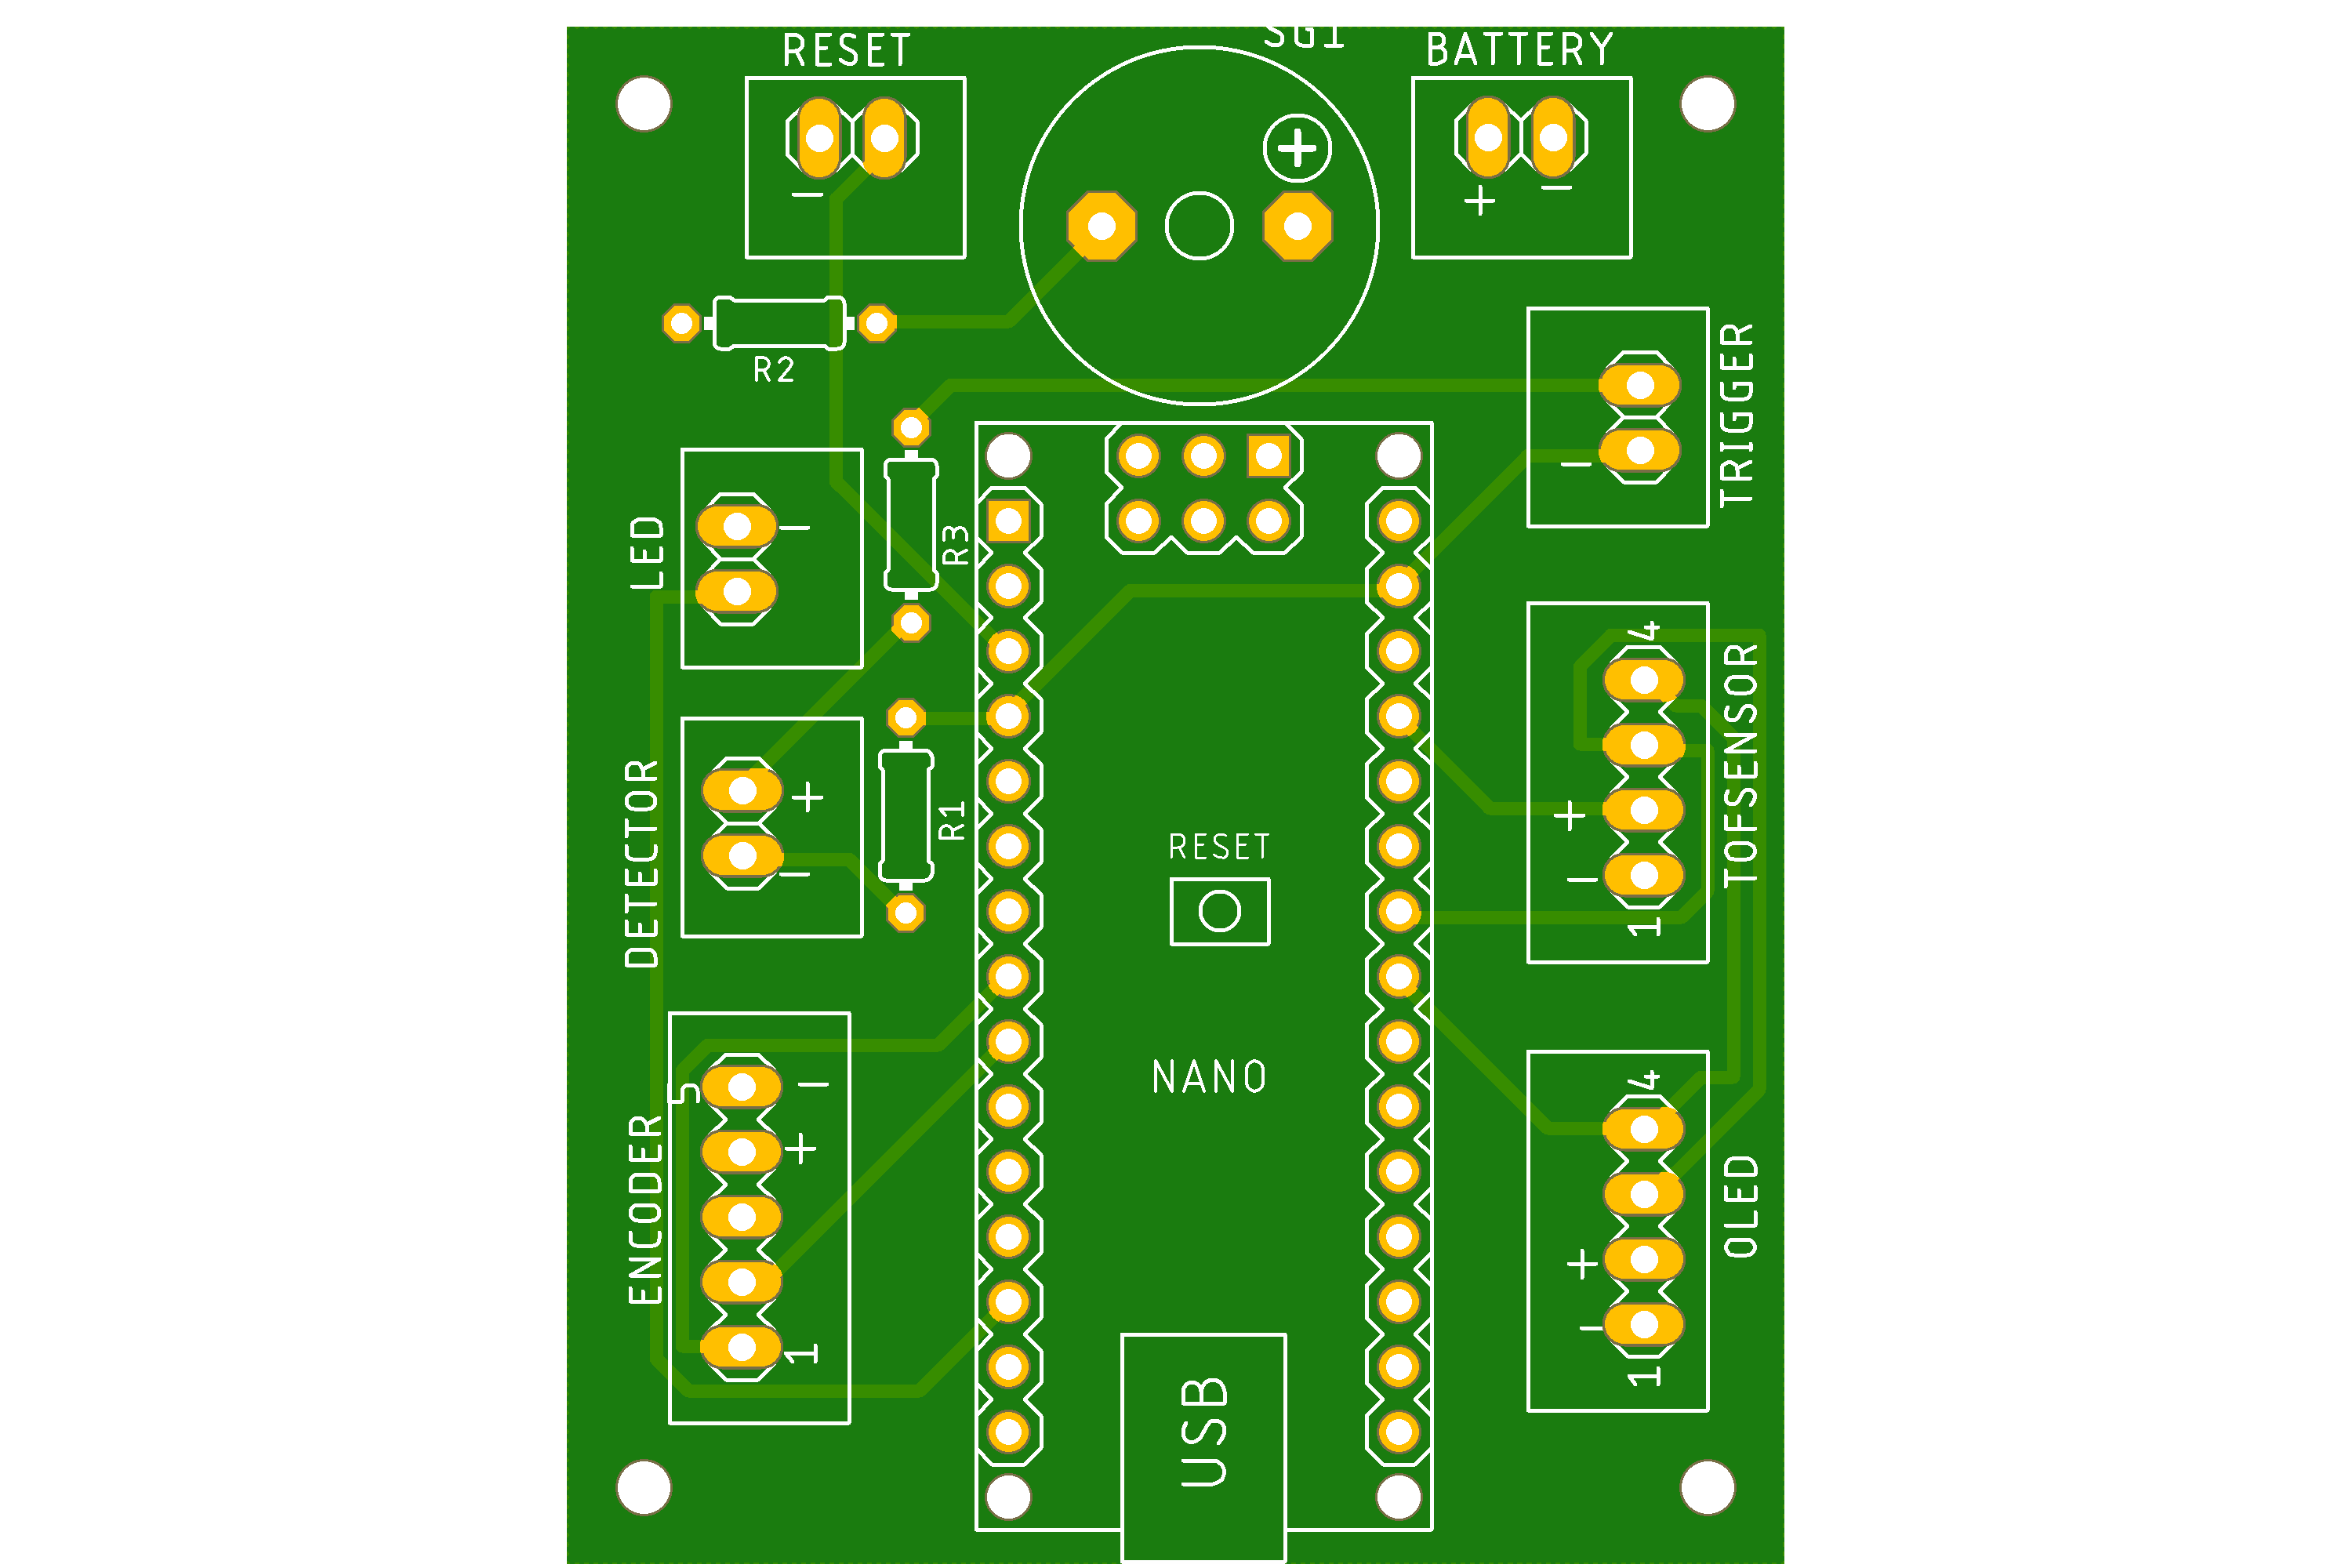 RESET
SG1
BATTERY
+
− + −
R2
TRIGGER
−
LED
−
R3
4
TOFSENSOR
+
−
1
DETECTOR
+
−
R1
RESET
NANO
ENCODER
5
−
+
1
4
OLED
+
−
1
USB